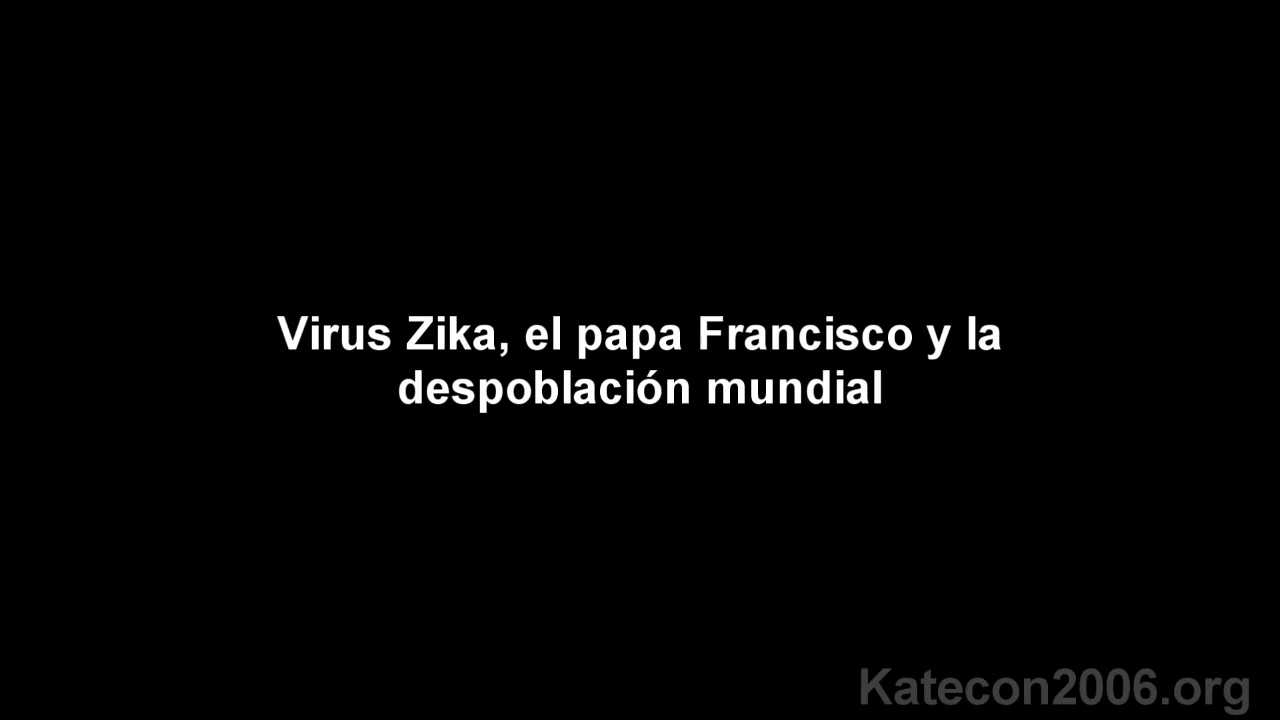 Virus Zika, el papa Francisco y la
despoblación mundial
Katecon2006.org